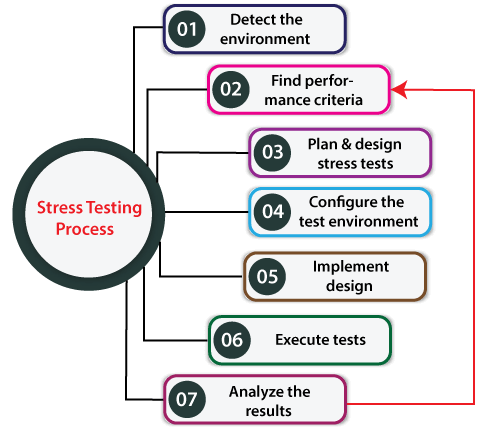 Stress Testing
Process
01
Detect the
environment
02
Find perfor-
mance criteria
03
Plan & design
stress tests
04
Configure the
test environment
05
Implement
design
06
Execute tests
07
Analyze the
results